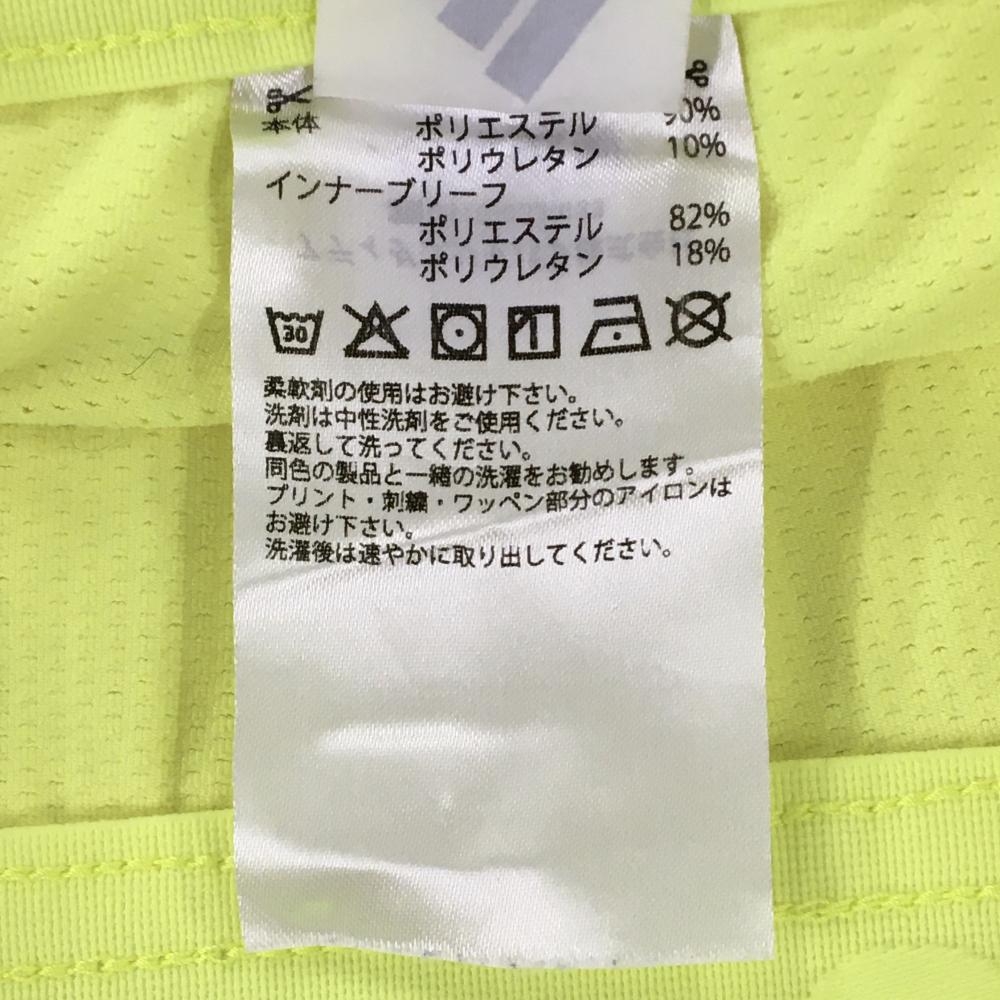 本体
ポリエステル 90%
ポリウレタン 10%
インナーブリーフ
ポリエステル 82%
ポリウレタン 18%
30
柔軟剤の使用はお避け下さい。
洗剤は中性洗剤をご使用ください。
裏返して洗ってください。
同色の製品と一緒の洗濯をお勧めします。
プリント・刺繍・ワッペン部分のアイロンは
お避け下さい。
洗濯後は速やかに取り出してください。